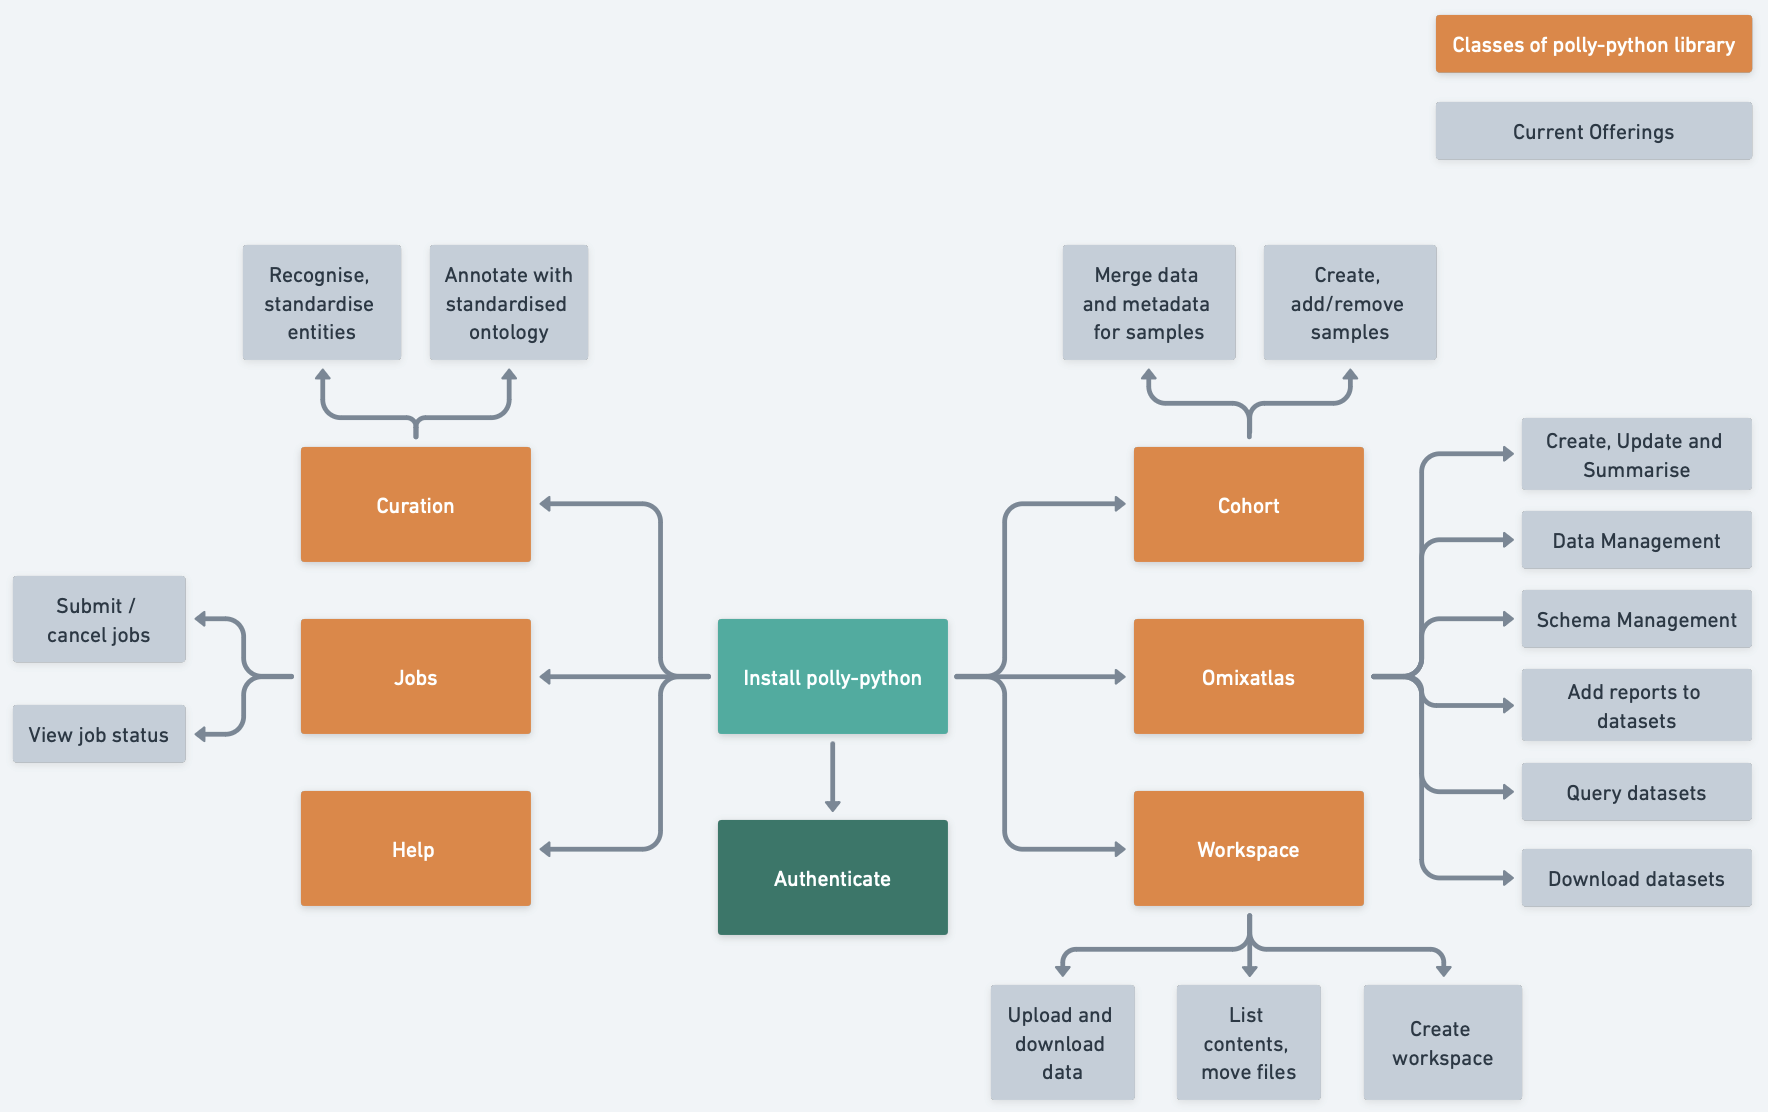 Classes of polly-python library
Current Offerings
Recognise,
standardise
entities
Annotate with
standardised
ontology
Merge data
and metadata
for samples
Create,
add/remove
samples
Curation
Cohort
Create, Update and
Summarise
Data Management
Submit /
cancel jobs
Schema Management
Jobs
Install polly-python
Omixatlas
Add reports to
datasets
View job status
Query datasets
Help
Workspace
Authenticate
Download datasets
Upload and
download
data
List
contents,
move files
Create
workspace